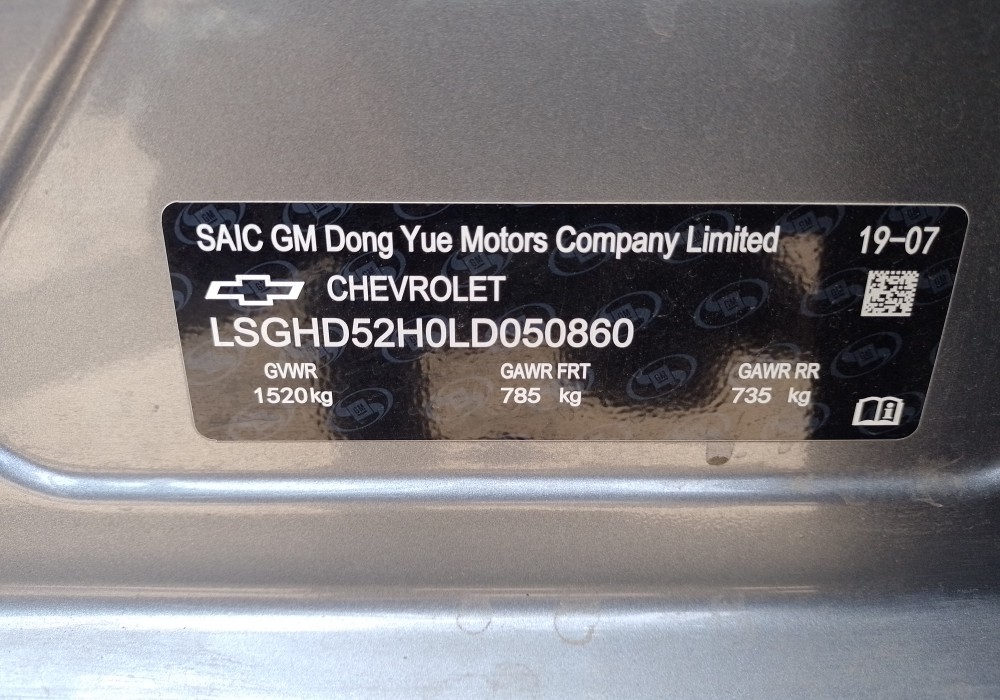 SAIC GM Dong Yue Motors Company Limited 19-07
CHEVROLET
LSGHD52H0LD050860
GVWR GAWR FRT GAWR RR
1520kg 785 kg 735 kg